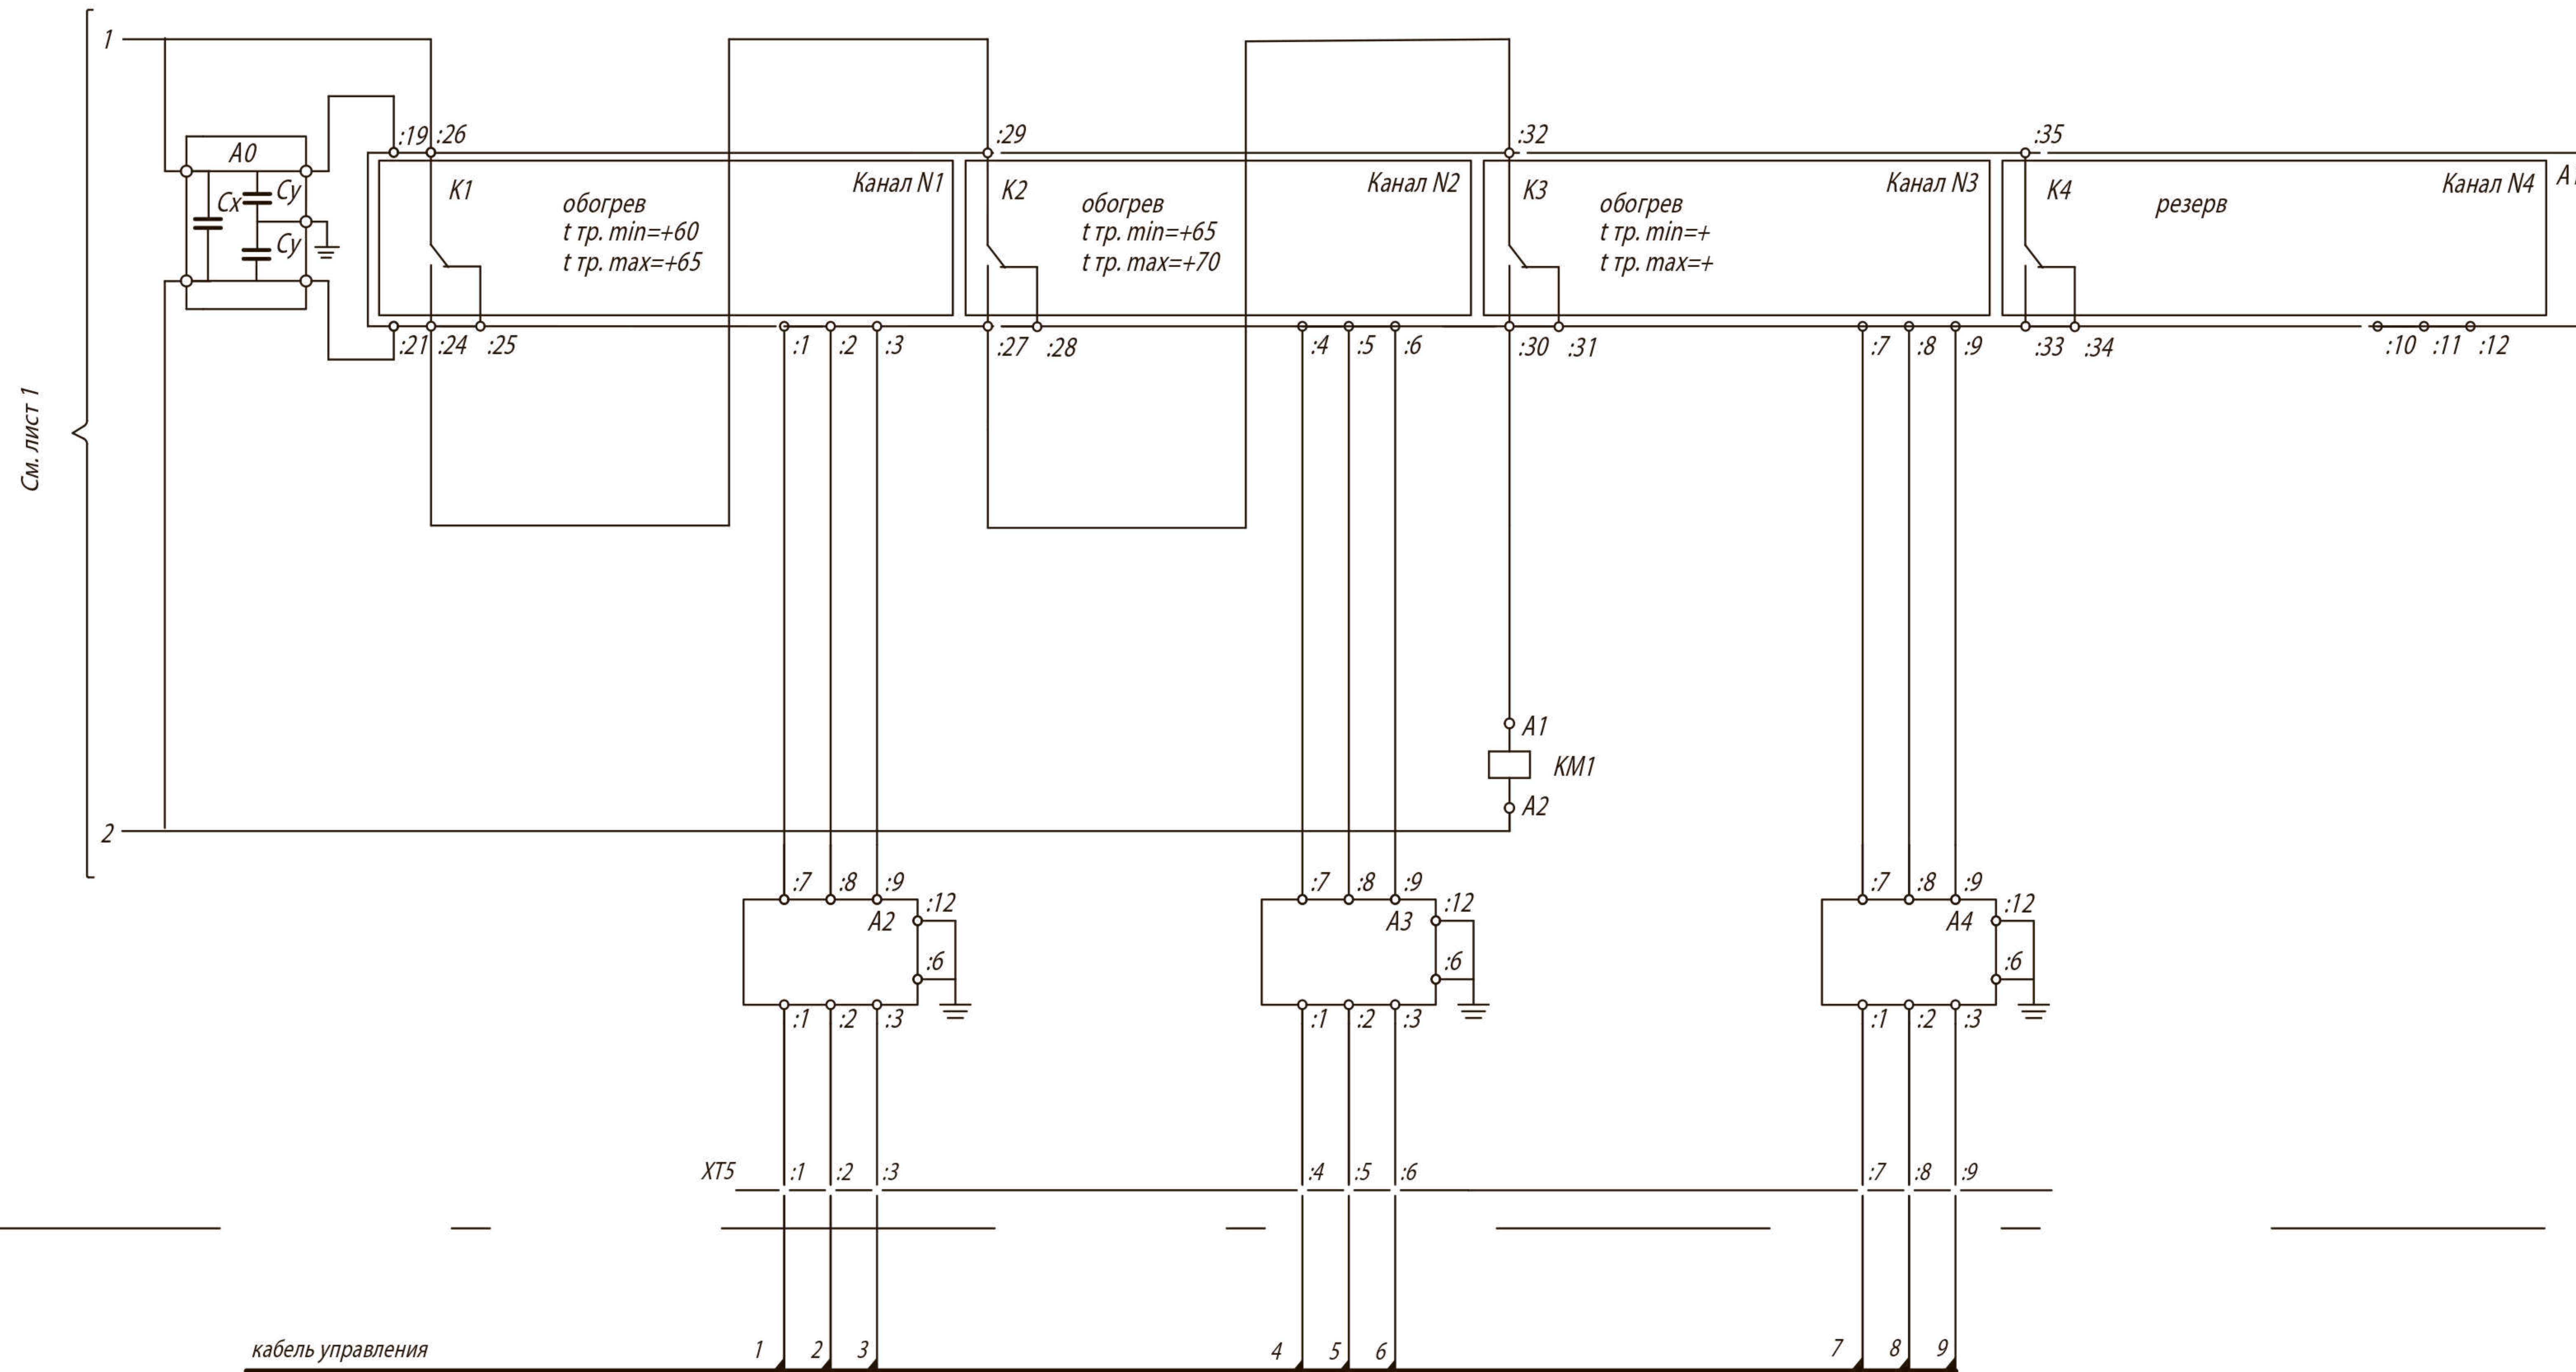 См. лист 1
1
:19 :26 :29 :32 :35
A0
Cx Cy
Cy
K1 Канал N1
обогрев
t тр. min=+60
t тр. max=+65
K2 Канал N2
обогрев
t тр. min=+65
t тр. max=+70
K3 Канал N3
обогрев
t тр. min=+
t тр. max=+
K4 Канал N4
резерв
:21 :24 :25 :1 :2 :3 :27 :28 :4 :5 :6 :30 :31 :7 :8 :9 :33 :34 :10 :11 :12
A1
KM1
A2
2
:7 :8 :9 :12 :7 :8 :9 :12 :7 :8 :9 :12
A2 A3 A4
:6 :6 :6
:1 :2 :3 :1 :2 :3 :1 :2 :3
XT5 :1 :2 :3 :4 :5 :6 :7 :8 :9
кабель управления 1 2 3 4 5 6 7 8 9